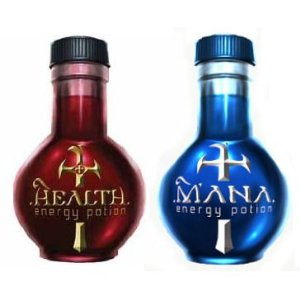 .HEALTH.
energy potion
.MANA.
energy potion